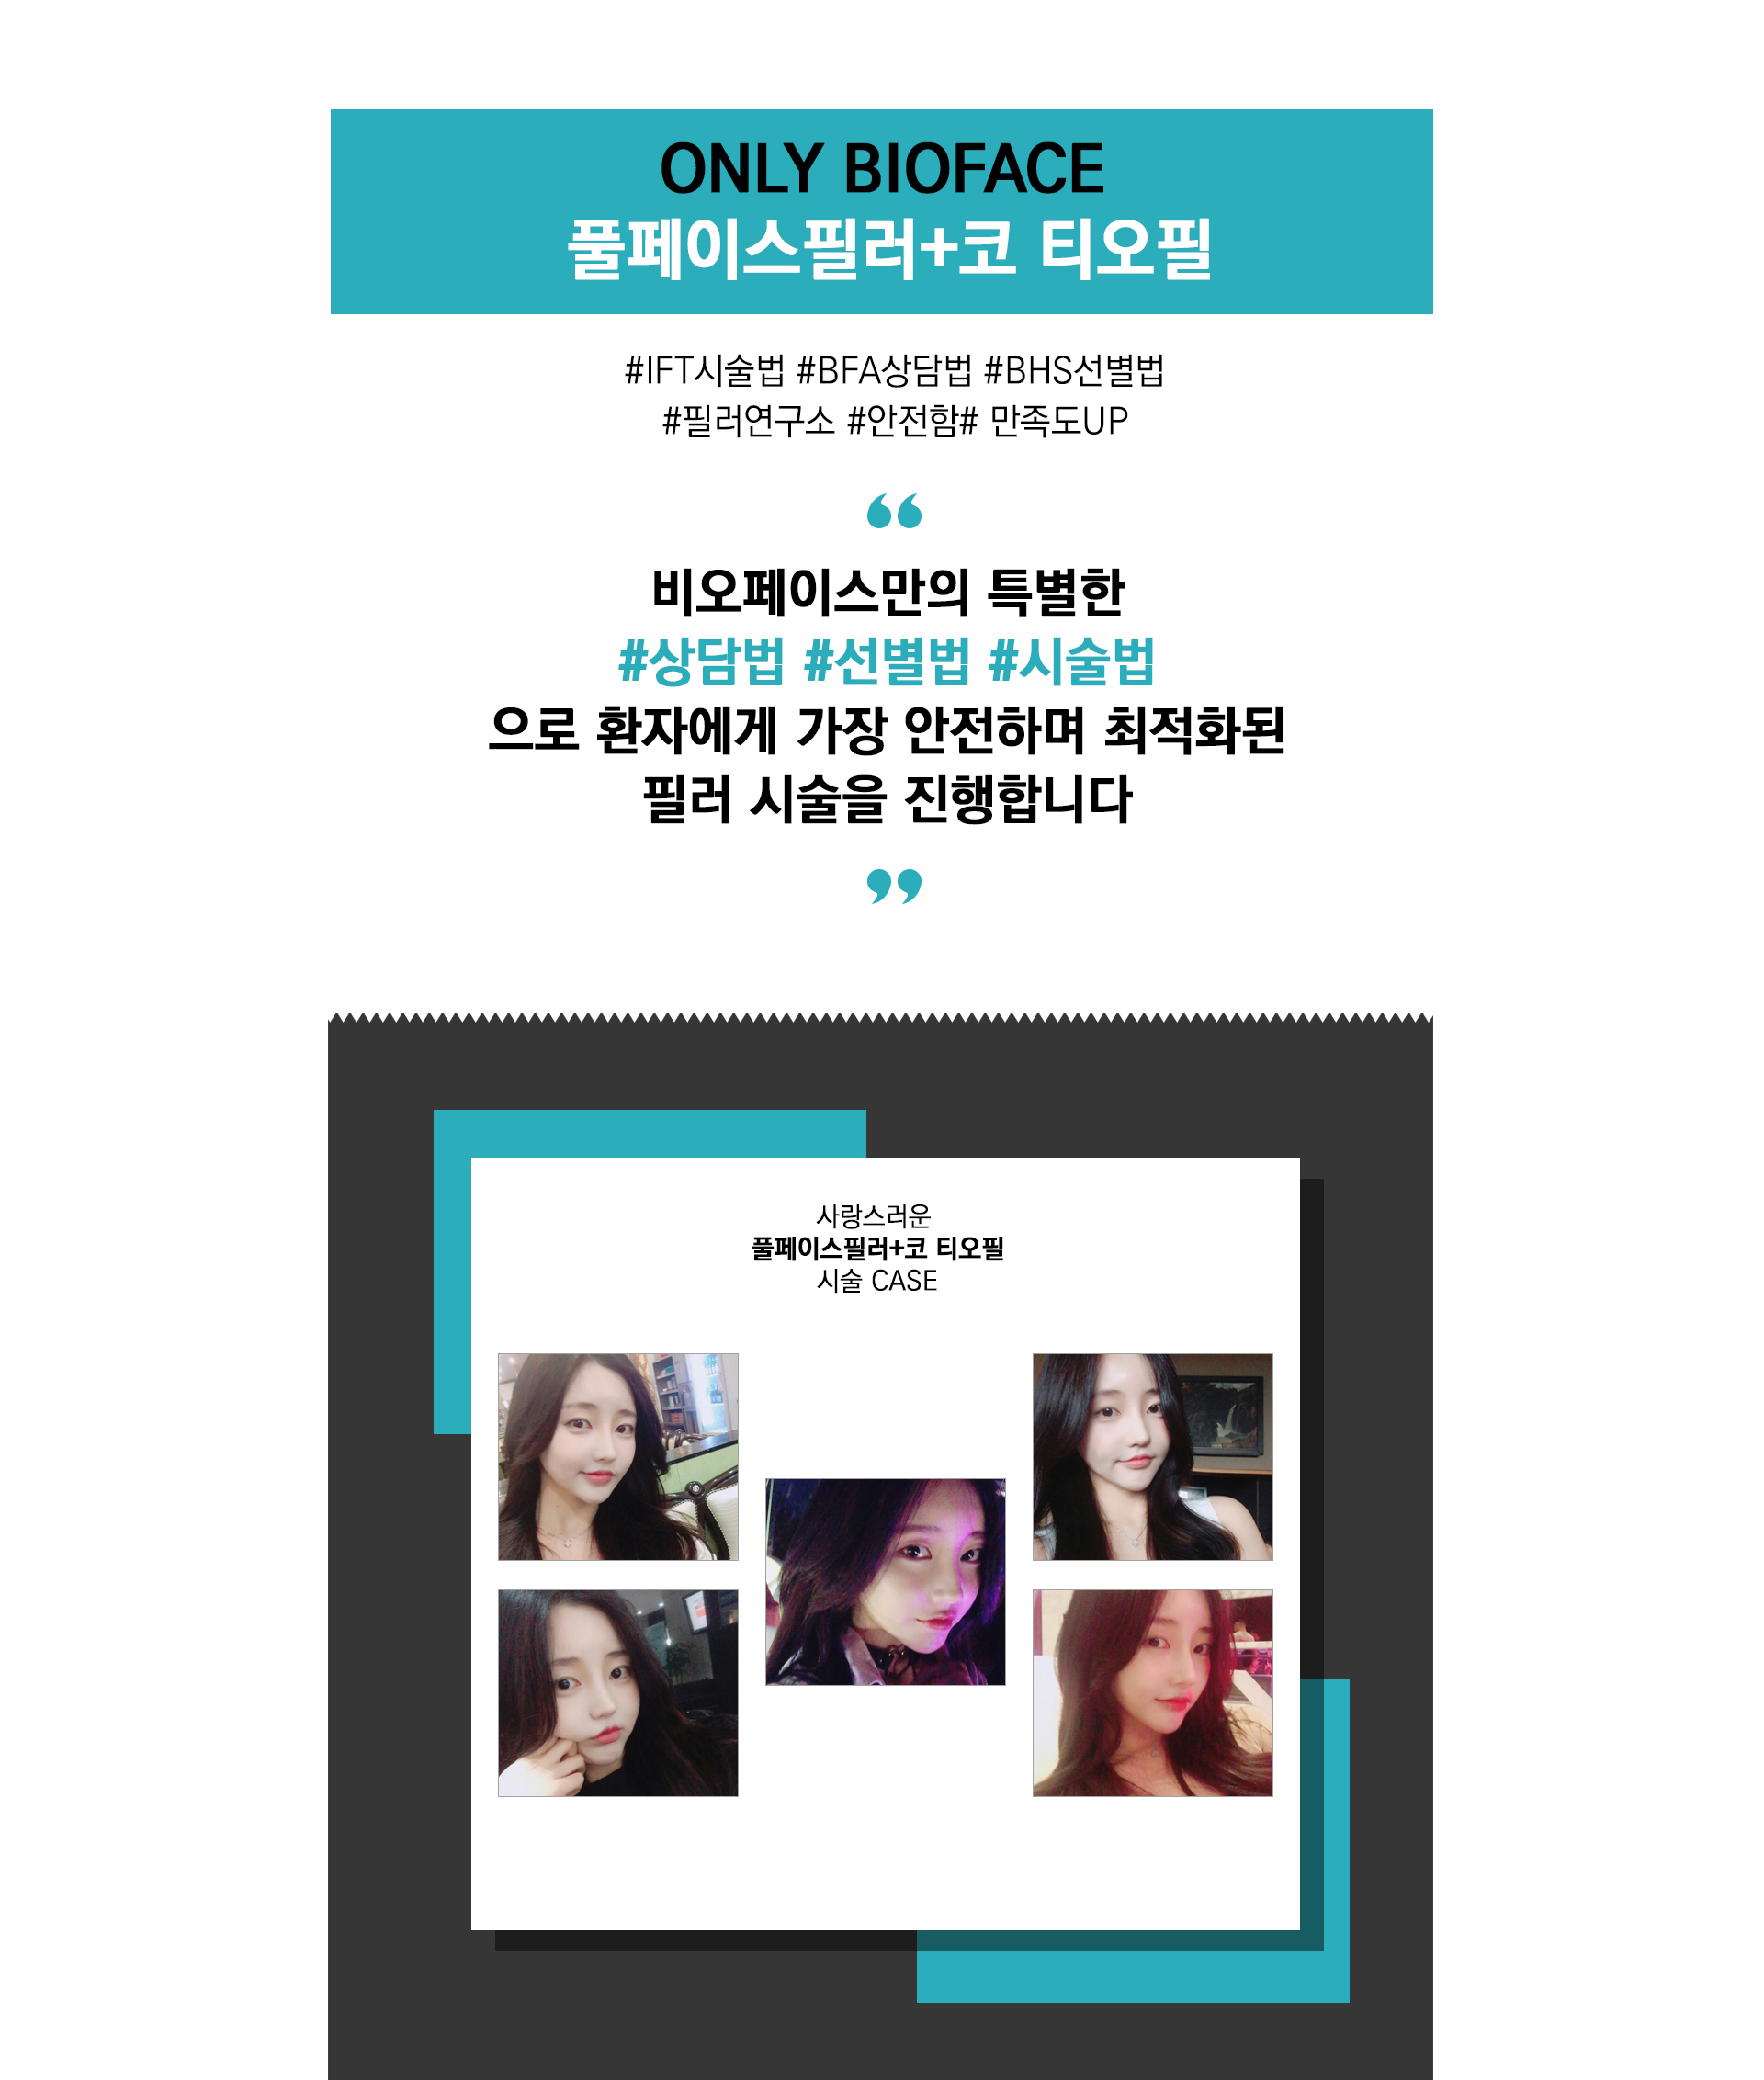 ONLY BIOFACE
풀페이스필러+코 티오필
#IFT시술법 #BFA상담법 #BHS선별법
#필러연구소 #안전함# 만족도UP
“
비오페이스만의 특별한
#상담법 #선별법 #시술법
으로 환자에게 가장 안전하며 최적화된
필러 시술을 진행합니다
”
사랑스러운
풀페이스필러+코 티오필
시술 CASE